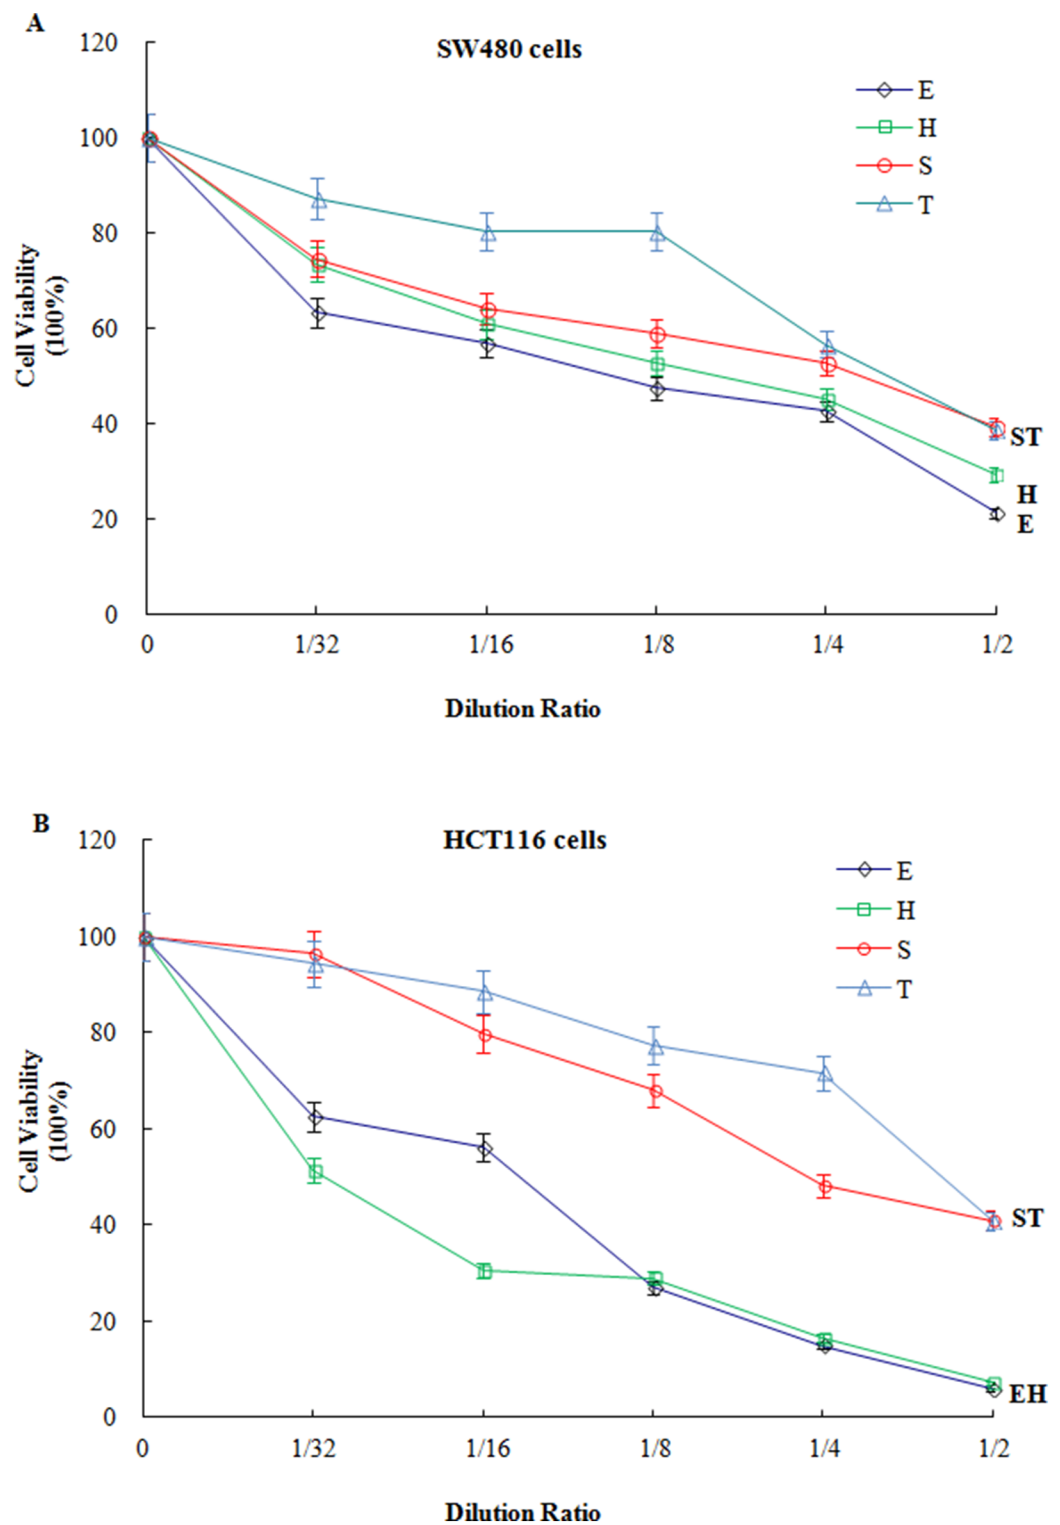 A
SW480 cells
120
100
80
60
40
20
0
Cell Viability
(100%)
E
H
S
T
ST
H
E
0 1/32 1/16 1/8 1/4 1/2
Dilution Ratio
B
HCT116 cells
120
100
80
60
40
20
0
Cell Viability
(100%)
E
H
S
T
ST
EH
0 1/32 1/16 1/8 1/4 1/2
Dilution Ratio